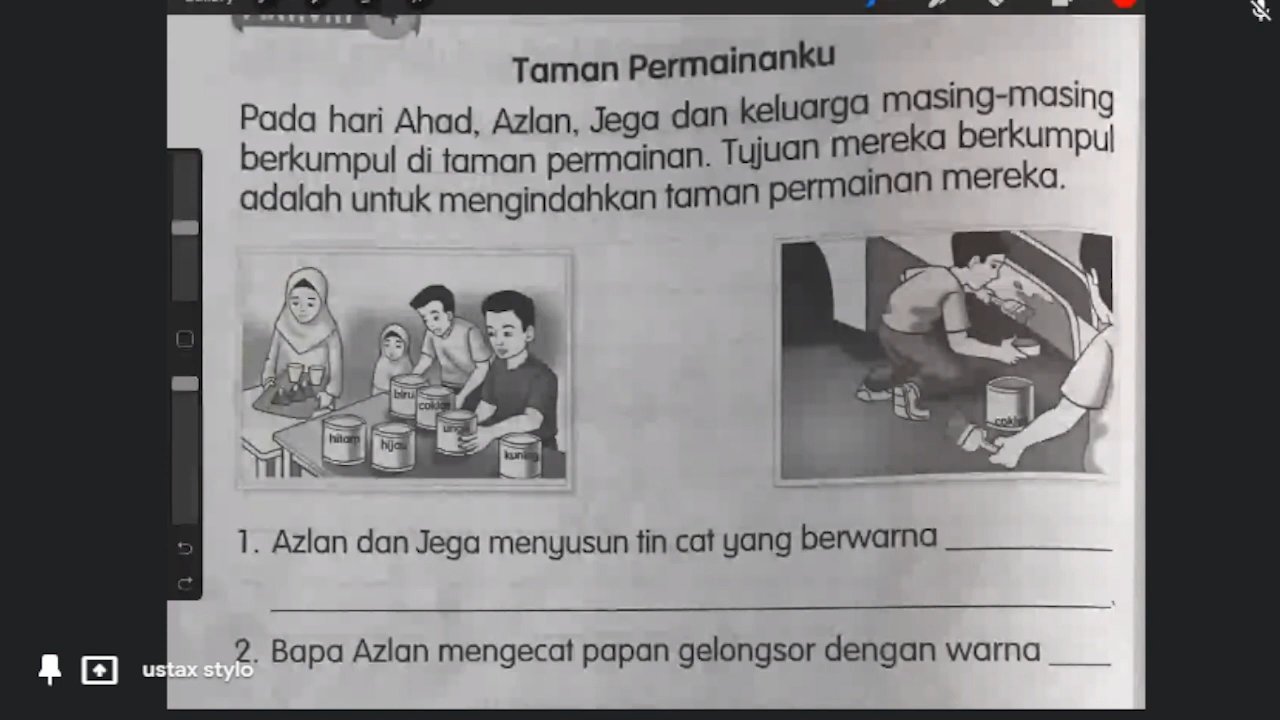 Taman Permainanku
Pada hari Ahad, Azlan, Jega dan keluarga masing-masing
berkumpul di taman permainan. Tujuan mereka berkumpul
adalah untuk mengindahkan taman permainan mereka.
biru
hitam
hijau
kuning
1. Azlan dan Jega menyusun tin cat yang berwarna
2. Bapa Azlan mengecat papan gelongsor dengan warna
ustax stylo